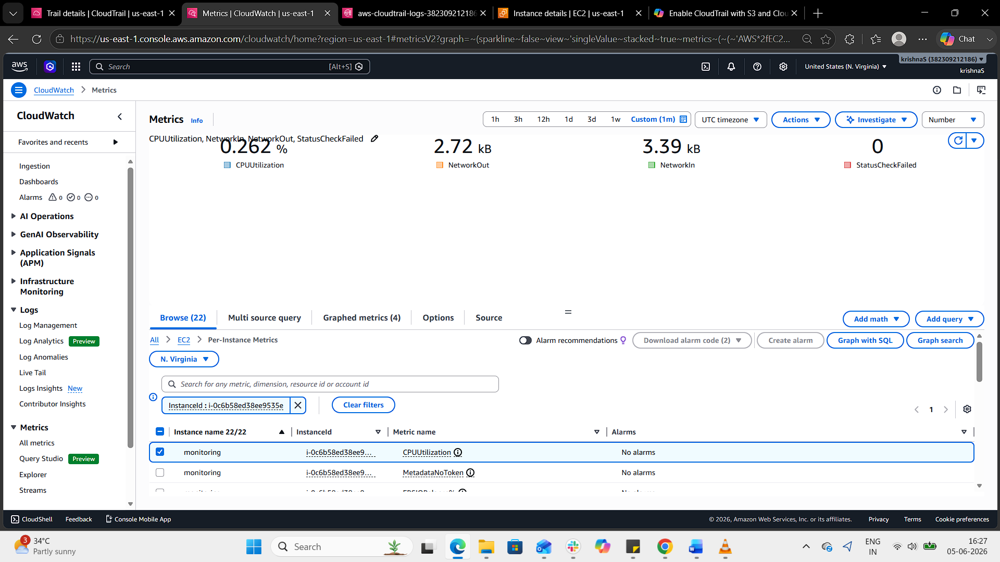 Trail details | CloudTrail | us-east-1
Metrics | CloudWatch | us-east-1
aws-cloudtrail-logs-382309212186
Instance details | EC2 | us-east-1
Enable CloudTrail with S3 and Clou
https://us-east-1.console.aws.amazon.com/cloudwatch/home?region=us-east-1#metricsV2?graph=~(sparkline~false~view~'singleValue~stacked~true~metrics~(~(~'AWS*2fEC2...
Chat
aws
Search
[Alt+S]
United States (N. Virginia)
krishnaS (382309212186)
krishnaS
CloudWatch
Metrics
CloudWatch
Favorites and recents
Ingestion
Dashboards
Alarms 0 0 0
AI Operations
GenAI Observability
Application Signals
(APM)
Infrastructure
Monitoring
Logs
Log Management
Log Analytics Preview
Log Anomalies
Live Tail
Logs Insights New
Contributor Insights
Metrics
All metrics
Query Studio Preview
Explorer
Streams
Metrics Info
1h 3h 12h 1d 3d 1w Custom (1m)
UTC timezone
Actions
Investigate
Number
CPUUtilization, NetworkIn, NetworkOut, StatusCheckFailed
0.262 %
CPUUtilization
2.72 kB
NetworkOut
3.39 kB
NetworkIn
0
StatusCheckFailed
Browse (22)
Multi source query
Graphed metrics (4)
Options
Source
Add math
Add query
All
EC2
Per-Instance Metrics
Alarm recommendations
Download alarm code (2)
Create alarm
Graph with SQL
Graph search
N. Virginia
Search for any metric, dimension, resource id or account id
InstanceId : i-0c6b58ed38ee9535e
Clear filters
1
Instance name 22/22 InstanceId Metric name Alarms
monitoring i-0c6b58ed38ee9... CPUUtilization No alarms
monitoring i-0c6b58ed38ee9... MetadataNoToken No alarms
CloudShell
Feedback
Console Mobile App
© 2026, Amazon Web Services, Inc. or its affiliates.
Privacy
Terms
Cookie preferences
3
34°C
Partly sunny
Search
ENG
IN
16:27
05-06-2026